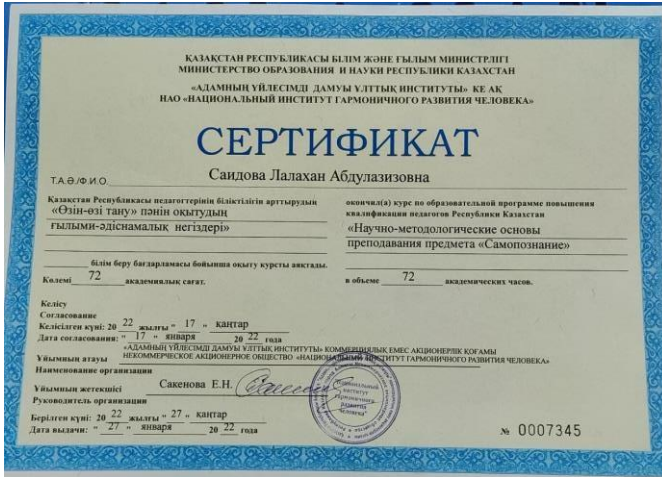 ҚАЗАҚСТАН РЕСПУБЛИКАСЫ БІЛІМ ЖӘНЕ ҒЫЛЫМ МИНИСТРЛІГІ
МИНИСТЕРСТВО ОБРАЗОВАНИЯ И НАУКИ РЕСПУБЛИКИ КАЗАХСТАН
«АДАМНЫҢ ҮЙЛЕСІМДІ ДАМУЫ ҰЛТТЫҚ ИНСТИТУТЫ» КЕ АҚ
НАО «НАЦИОНАЛЬНЫЙ ИНСТИТУТ ГАРМОНИЧНОГО РАЗВИТИЯ ЧЕЛОВЕКА»
СЕРТИФИКАТ
Т.А.Ә./Ф.И.О. Саидова Лалахан Абдулазизовна
Қазақстан Республикасы педагогтерінің біліктілігін арттырудың
«Өзін-өзі тану» пәнін оқытудың
ғылыми-әдіснамалық негіздері»
білім беру бағдарламасы бойынша оқыту курсты аяқтады.
Көлемі 72 академиялық сағат.
окончил(а) курс по образовательной программе повышения
квалификации педагогов Республики Казахстан
«Научно-методологические основы
преподавания предмета «Самопознание»
в объеме 72 академических часов.
Келісу
Согласование
Келісілген күні: 20 22 жылғы " 17 " қаңтар
Дата согласования: " 17 " января 20 22 года
«АДАМНЫҢ ҮЙЛЕСІМДІ ДАМУЫ ҰЛТТЫҚ ИНСТИТУТЫ» КОММЕРЦИЯЛЫҚ ЕМЕС АКЦИОНЕРЛІК ҚОҒАМЫ
Ұйымның атауы НЕКОММЕРЧЕСКОЕ АКЦИОНЕРНОЕ ОБЩЕСТВО «НАЦИОНАЛЬНЫЙ ИНСТИТУТ ГАРМОНИЧНОГО РАЗВИТИЯ ЧЕЛОВЕКА»
Наименование организации
Ұйымның жетекшісі Сакенова Е.Н.
Руководитель организации
Берілген күні: 20 22 жылғы " 27 " қаңтар
Дата выдачи: " 27 " января 20 22 года
Национальный
институт
гармоничного
развития
человека"
№ 0007345